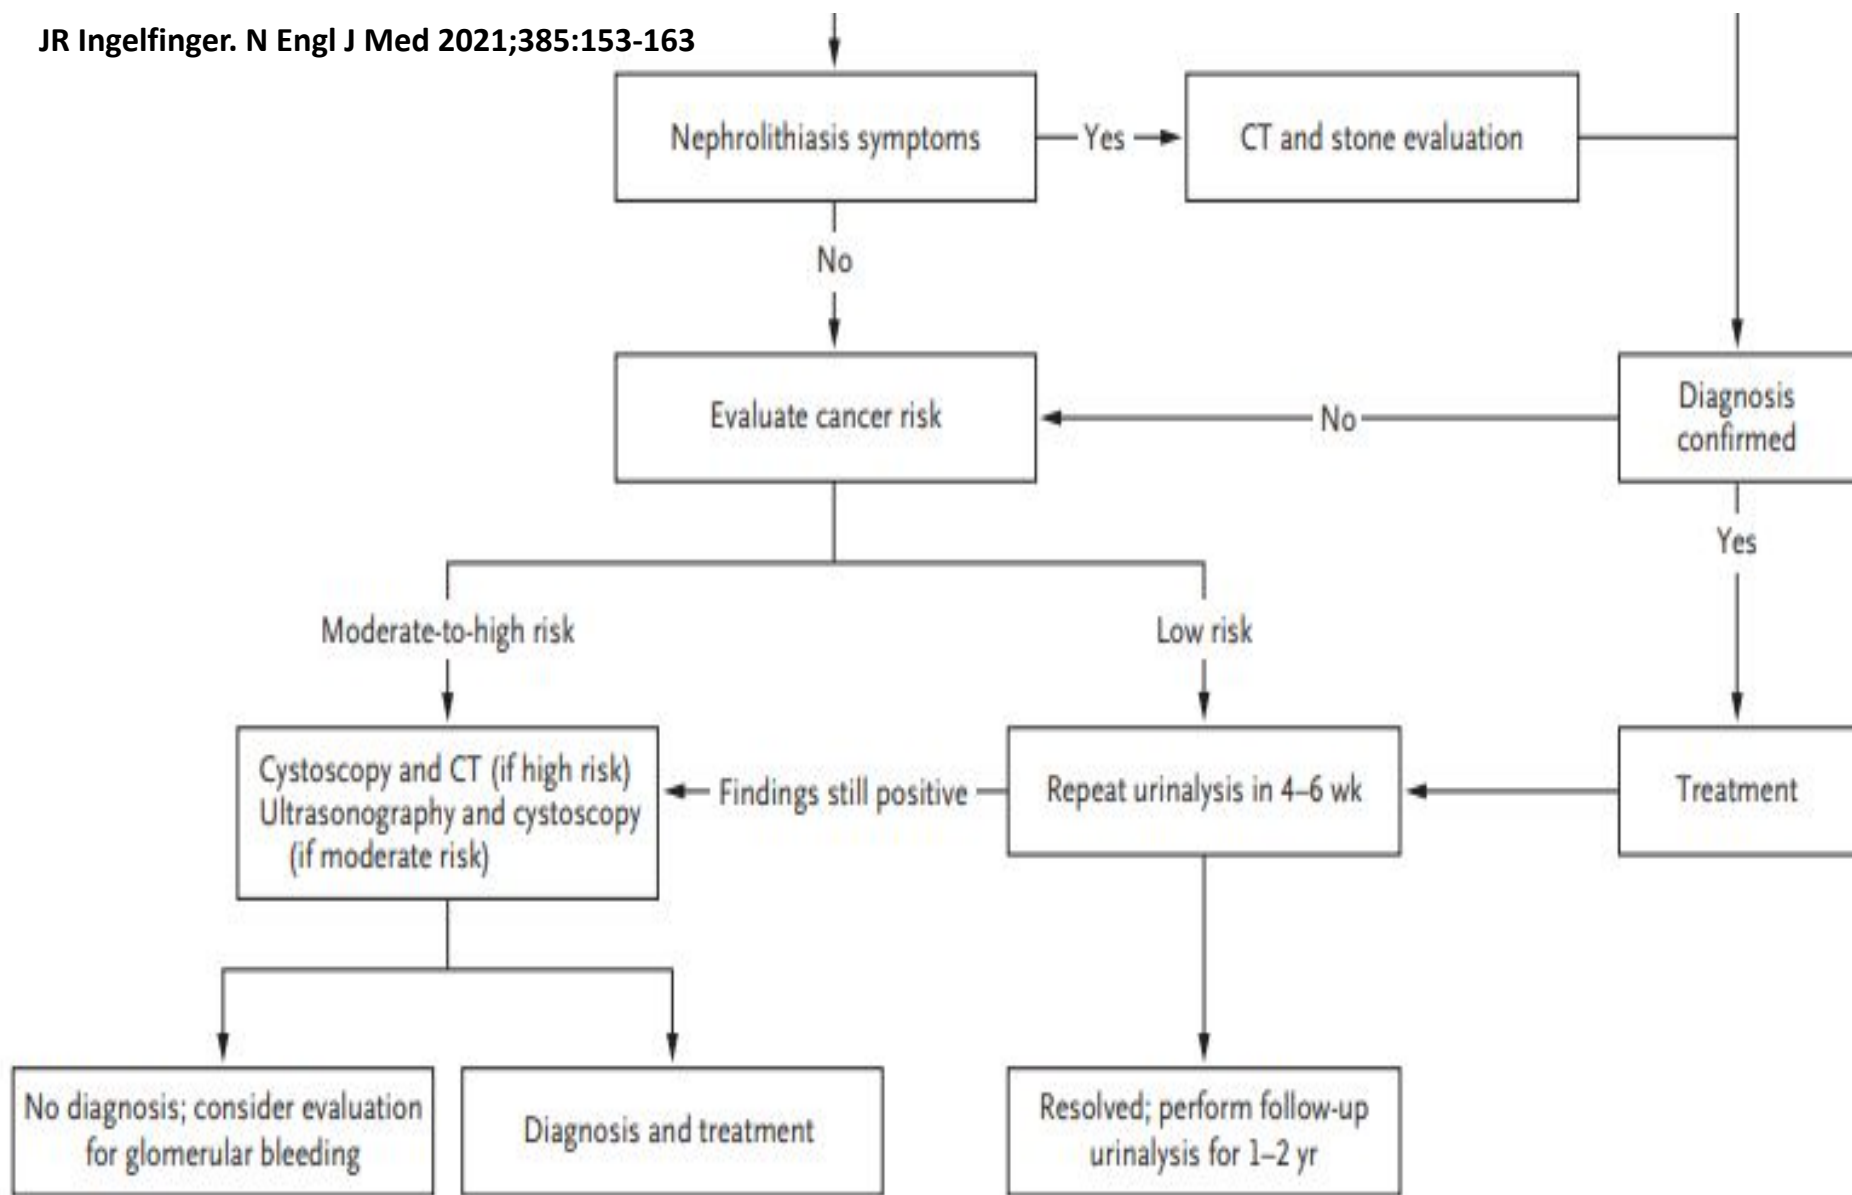 JR Ingelfinger. N Engl J Med 2021;385:153-163
Nephrolithiasis symptoms
Yes
CT and stone evaluation
No
Evaluate cancer risk
No
Diagnosis
confirmed
Yes
Moderate-to-high risk
Low risk
Cystoscopy and CT (if high risk)
Ultrasonography and cystoscopy
(if moderate risk)
Findings still positive
Repeat urinalysis in 4–6 wk
Treatment
No diagnosis; consider evaluation
for glomerular bleeding
Diagnosis and treatment
Resolved; perform follow-up
urinalysis for 1–2 yr